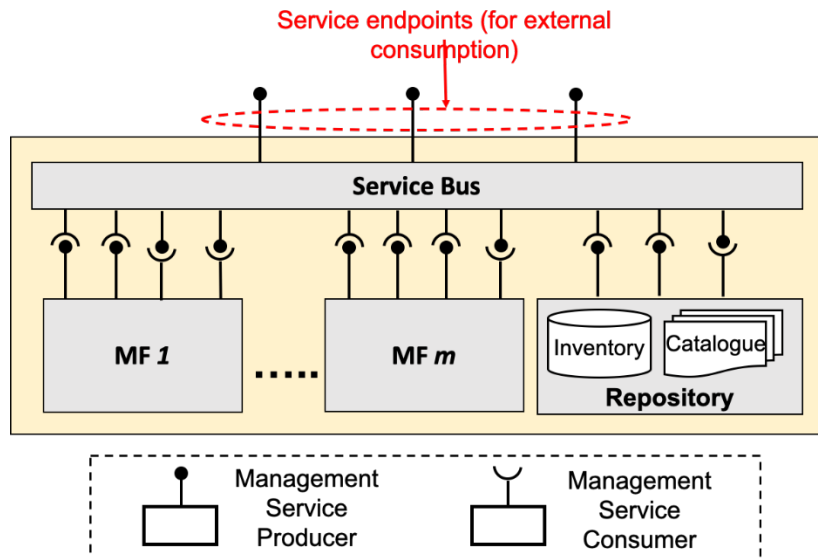 Service endpoints (for external
consumption)
Service Bus
MF 1
......
MF m
Inventory
Catalogue
Repository
Management
Service
Producer
Management
Service
Consumer